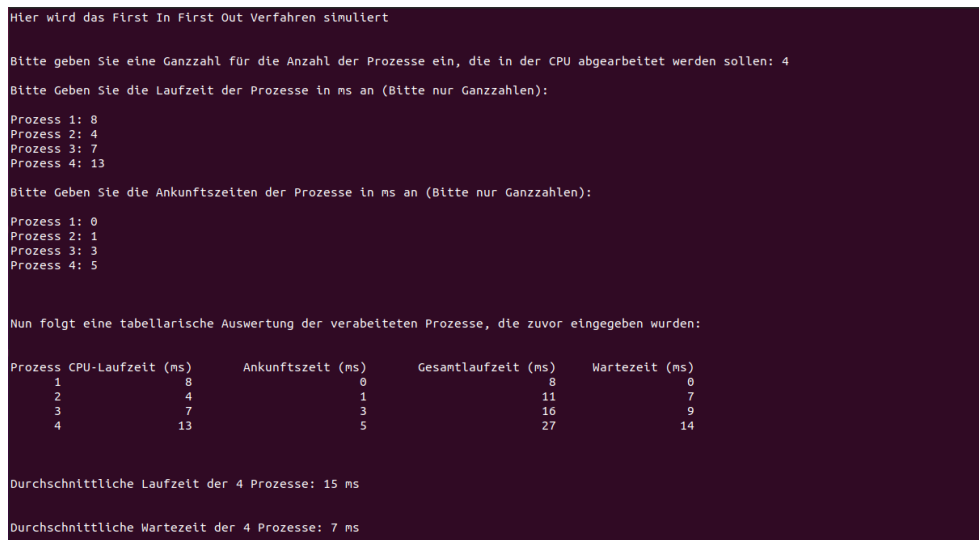 Hier wird das First In First Out Verfahren simuliert
Bitte geben Sie eine Ganzzahl für die Anzahl der Prozesse ein, die in der CPU abgearbeitet werden sollen: 4
Bitte Geben Sie die Laufzeit der Prozesse in ms an (Bitte nur Ganzzahlen):
Prozess 1: 8
Prozess 2: 4
Prozess 3: 7
Prozess 4: 13
Bitte Geben Sie die Ankunftszeiten der Prozesse in ms an (Bitte nur Ganzzahlen):
Prozess 1: 0
Prozess 2: 1
Prozess 3: 3
Prozess 4: 5
Nun folgt eine tabellarische Auswertung der verabeiteten Prozesse, die zuvor eingegeben wurden:
Prozess CPU-Laufzeit (ms) Ankunftszeit (ms) Gesamtlaufzeit (ms) Wartezeit (ms)
1 8 0 8 0
2 4 1 11 7
3 7 3 16 9
4 13 5 27 14
Durchschnittliche Laufzeit der 4 Prozesse: 15 ms
Durchschnittliche Wartezeit der 4 Prozesse: 7 ms